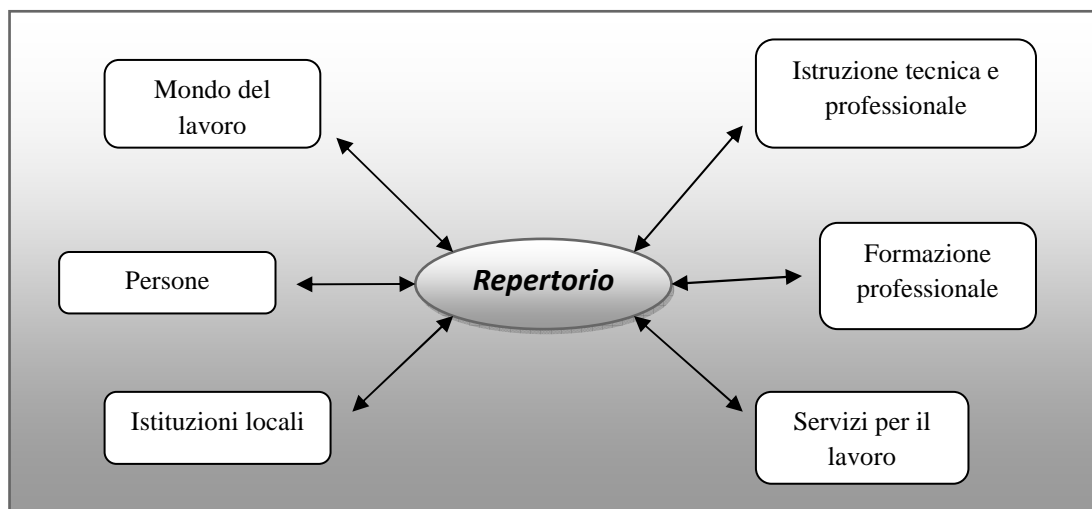 Mondo del
lavoro
Istruzione tecnica e
professionale
Persone
Repertorio
Formazione
professionale
Istituzioni locali
Servizi per il
lavoro